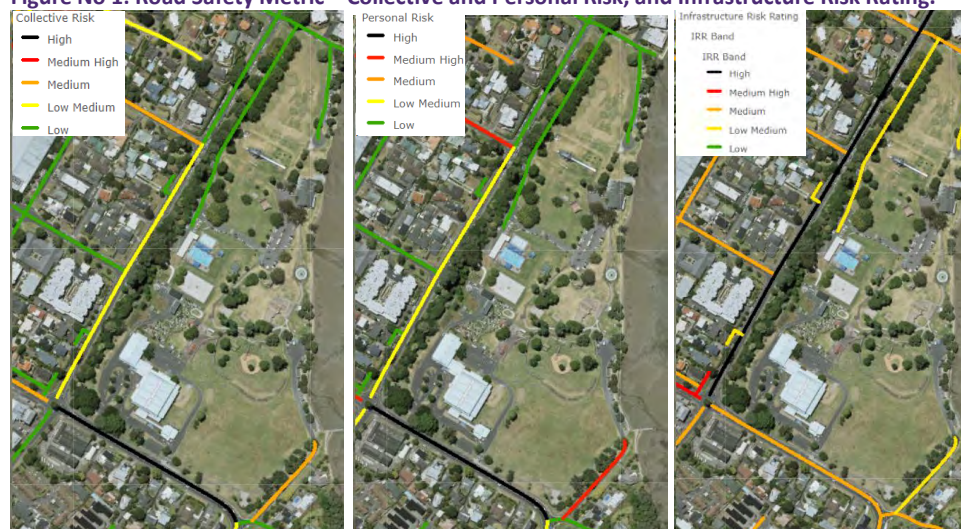 Figure No 1: Road Safety Metric – Collective and Personal Risk, and Infrastructure Risk Rating.
Collective Risk
High
Medium High
Medium
Low Medium
Low
Personal Risk
High
Medium High
Medium
Low Medium
Low
Infrastructure Risk Rating
IRR Band
IRR Band
High
Medium High
Medium
Low Medium
Low